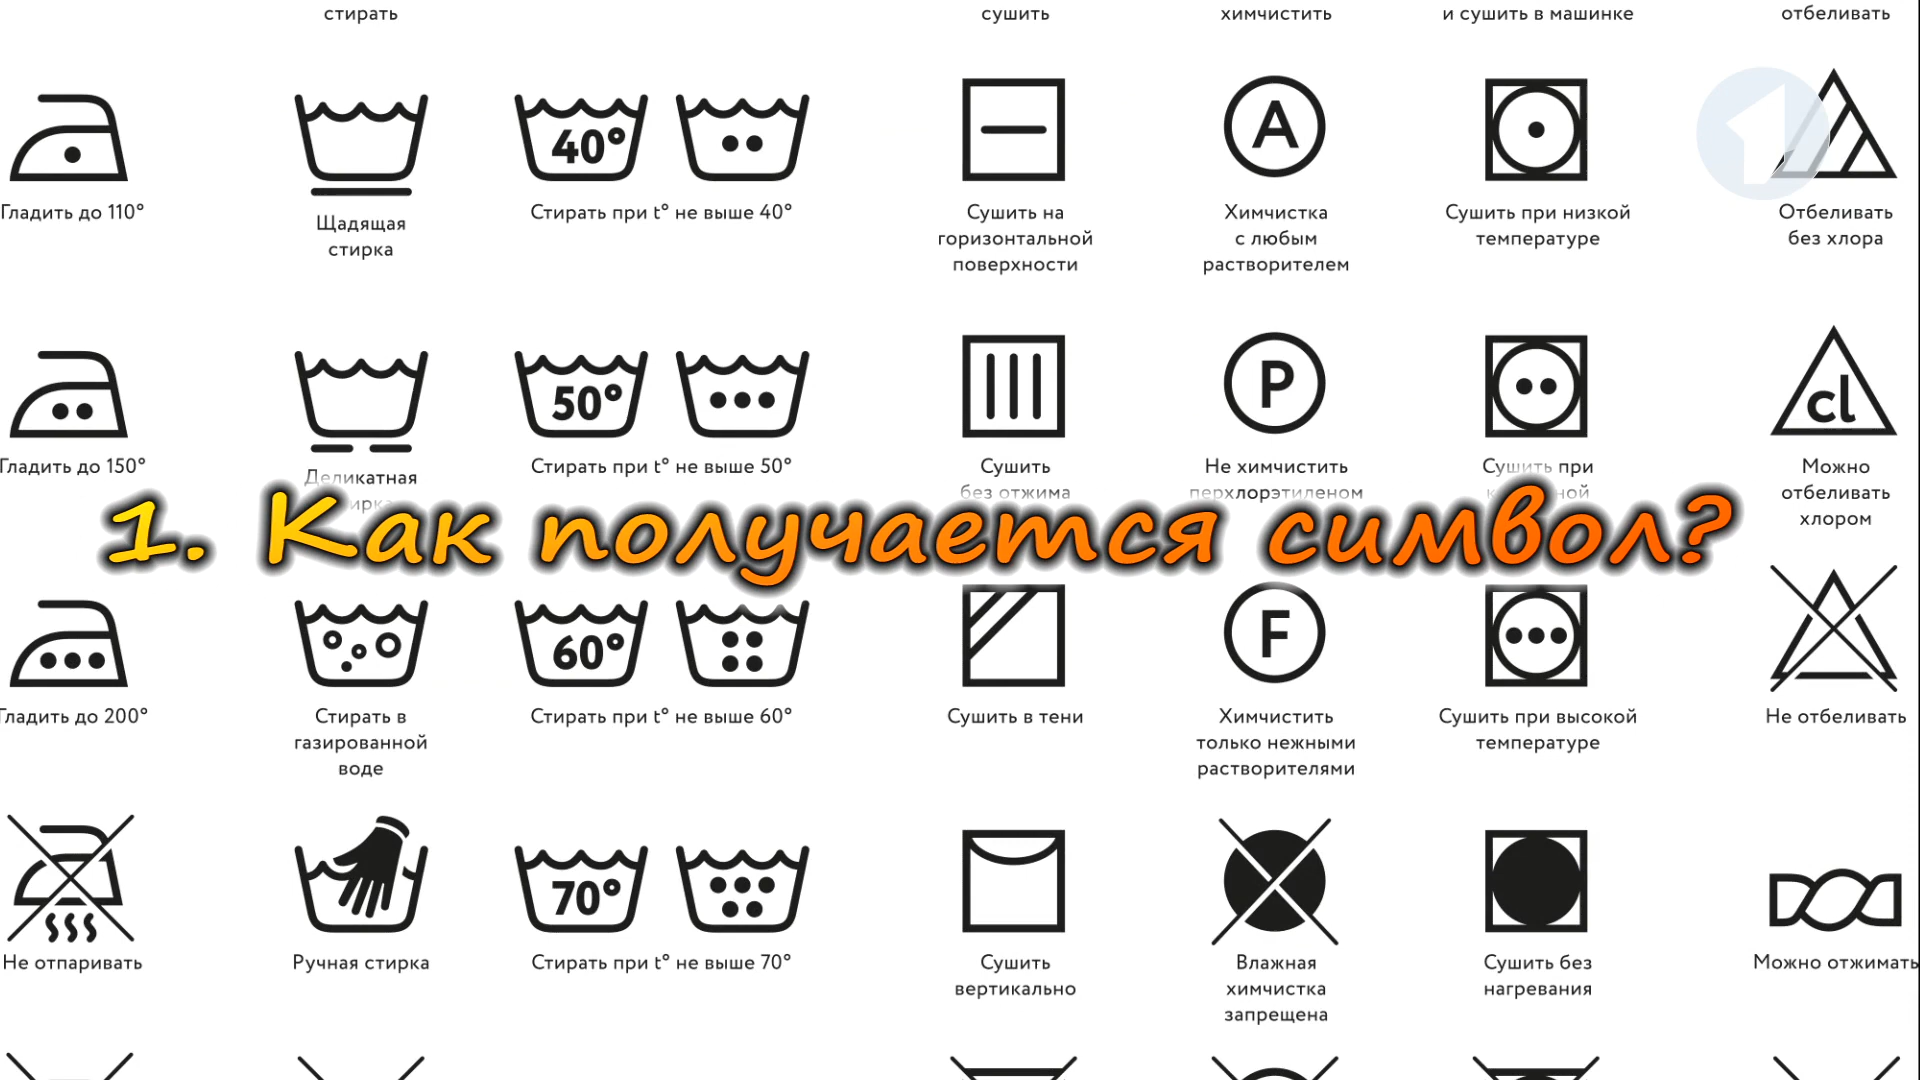 стирать
сушить
химчистить
и сушить в машинке
отбеливать
40°
A
Гладить до 110°
Щадящая
стирка
Стирать при t° не выше 40°
Сушить на
горизонтальной
поверхности
Химчистка
с любым
растворителем
Сушить при низкой
температуре
Отбеливать
без хлора
50°
P
cl
Гладить до 150°
Деликатная
Стирать при t° не выше 50°
Сушить
без отжима
Не химчистить
перхлорэтиленом
Сушить при
Можно
отбеливать
хлором
1. Как получается символ?
60°
F
Гладить до 200°
Стирать в
газированной
воде
Стирать при t° не выше 60°
Сушить в тени
Химчистить
только нежными
растворителями
Сушить при высокой
температуре
Не отбеливать
70°
Не отпаривать
Ручная стирка
Стирать при t° не выше 70°
Сушить
вертикально
Влажная
химчистка
запрещена
Сушить без
нагревания
Можно отжимать